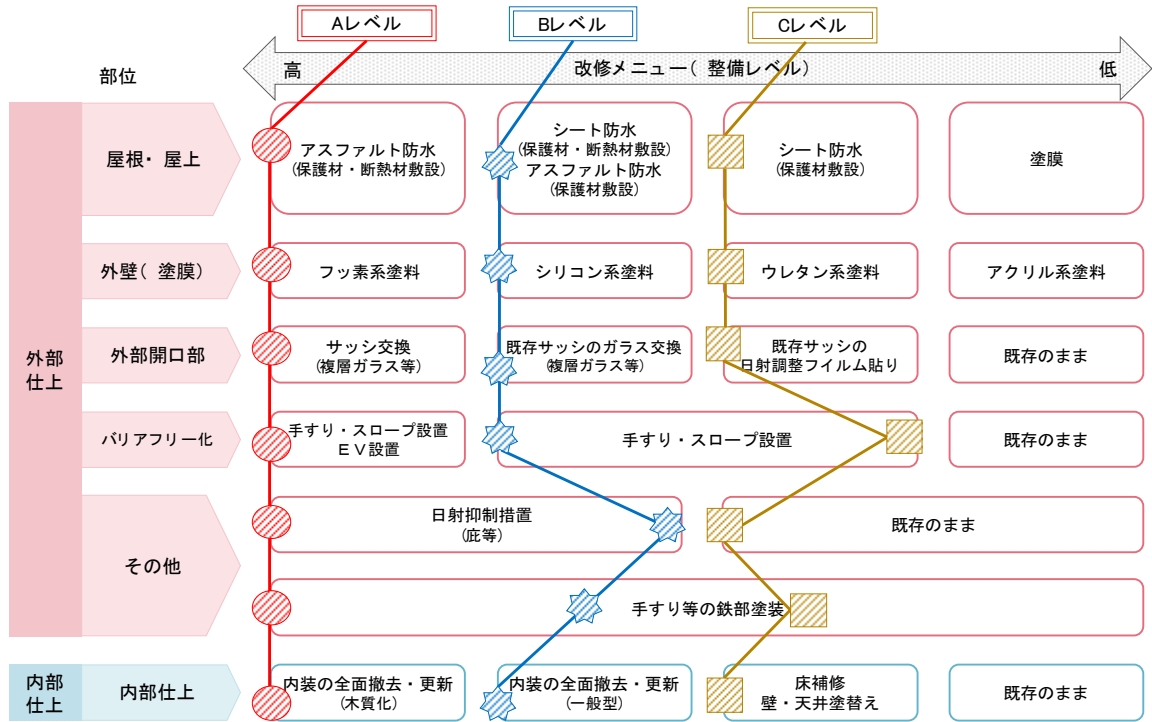 Aレベル
Bレベル
Cレベル
部位
高
改修メニュー( 整備レベル)
低
外部
仕上
屋根・ 屋上
アスファルト防水
(保護材・断熱材敷設)
シート防水
(保護材・断熱材敷設)
アスファルト防水
(保護材敷設)
シート防水
(保護材敷設)
塗膜
外壁( 塗膜)
フッ素系塗料
シリコン系塗料
ウレタン系塗料
アクリル系塗料
外部開口部
サッシ交換
(複層ガラス等)
既存サッシのガラス交換
(複層ガラス等)
既存サッシの
日射調整フイルム貼り
既存のまま
バリアフリー化
手すり・スロープ設置
ＥＶ設置
手すり・スロープ設置
既存のまま
その他
日射抑制措置
(庇等)
既存のまま
手すり等の鉄部塗装
内部
仕上
内部仕上
内装の全面撤去・更新
(木質化)
内装の全面撤去・更新
(一般型)
床補修
壁・天井塗替え
既存のまま